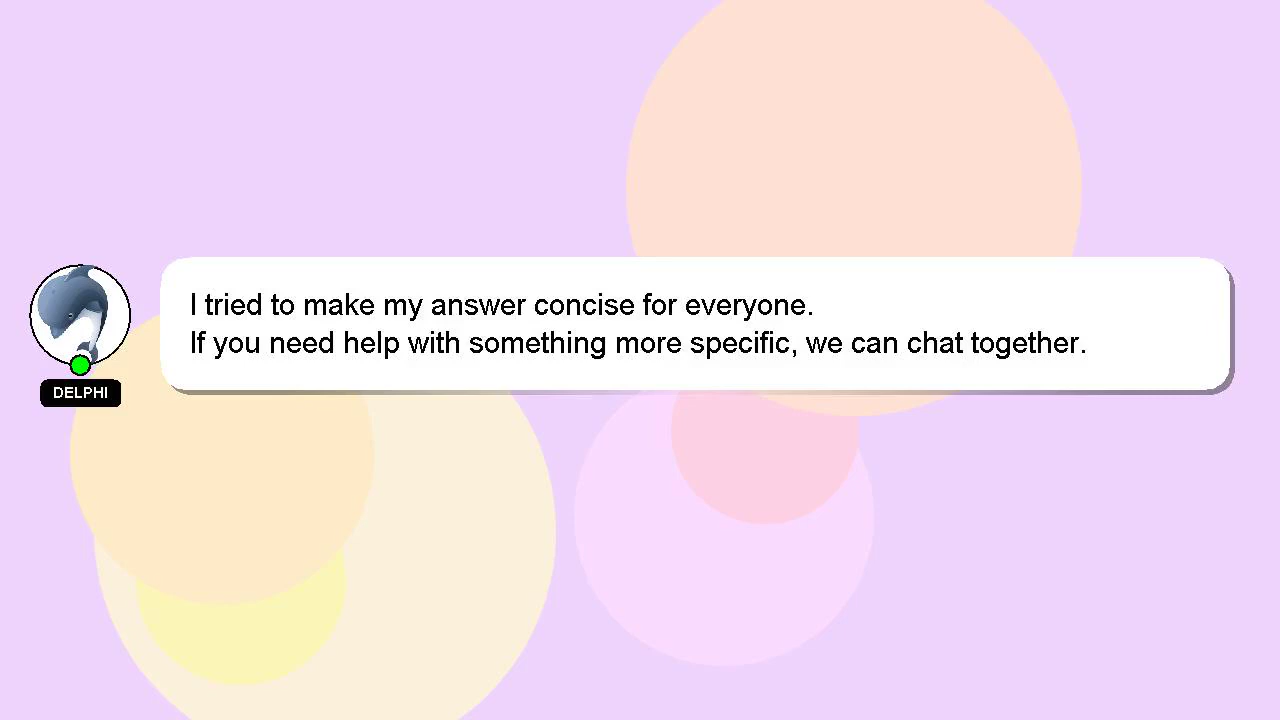 I tried to make my answer concise for everyone.
If you need help with something more specific, we can chat together.
DELPHI